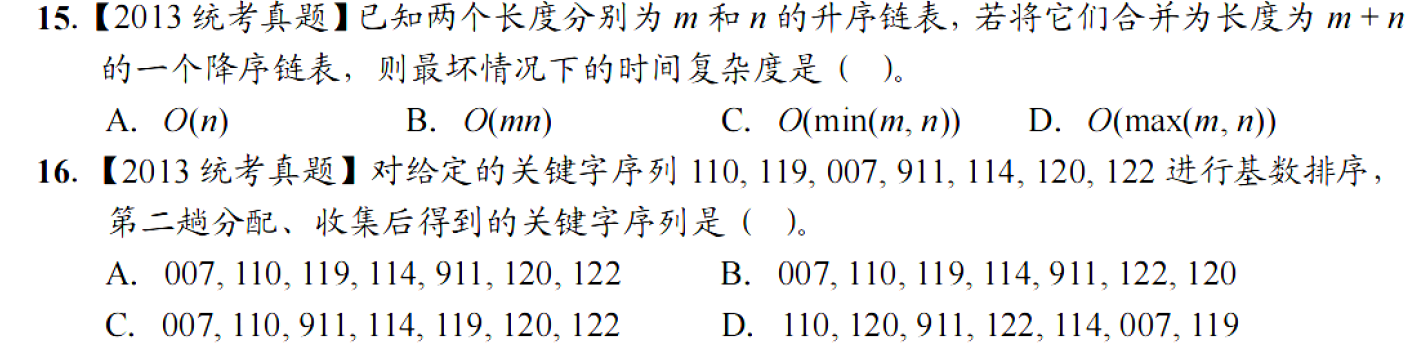 15.【2013 统考真题】已知两个长度分别为 m 和 n 的升序链表，若将它们合并为长度为 m + n
的一个降序链表，则最坏情况下的时间复杂度是（ ）。
A. O(n) B. O(mn) C. O(min(m, n)) D. O(max(m, n))
16.【2013 统考真题】对给定的关键字序列 110, 119, 007, 911, 114, 120, 122 进行基数排序，
第二趟分配、收集后得到的关键字序列是（ ）。
A. 007, 110, 119, 114, 911, 120, 122 B. 007, 110, 119, 114, 911, 122, 120
C. 007, 110, 911, 114, 119, 120, 122 D. 110, 120, 911, 122, 114, 007, 119